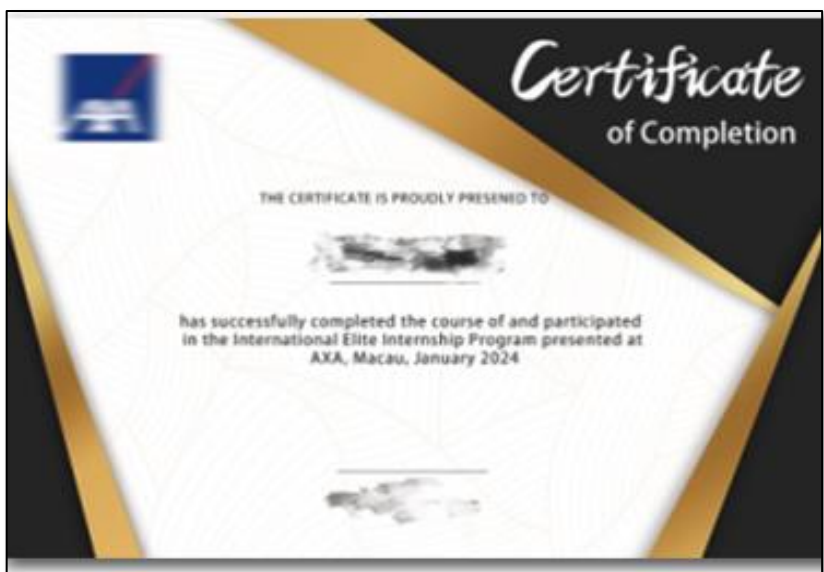 AXA
Certificate
of Completion
THE CERTIFICATE IS PROUDLY PRESENED TO
has successfully completed the course of and participated
in the International Elite Internship Program presented at
AXA, Macau, January 2024